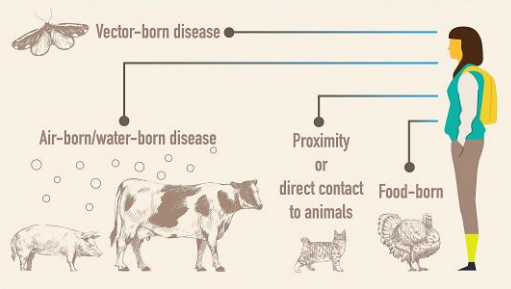 Vector-born disease
Air-born/water-born disease
Proximity
or
direct contact
to animals
Food-born